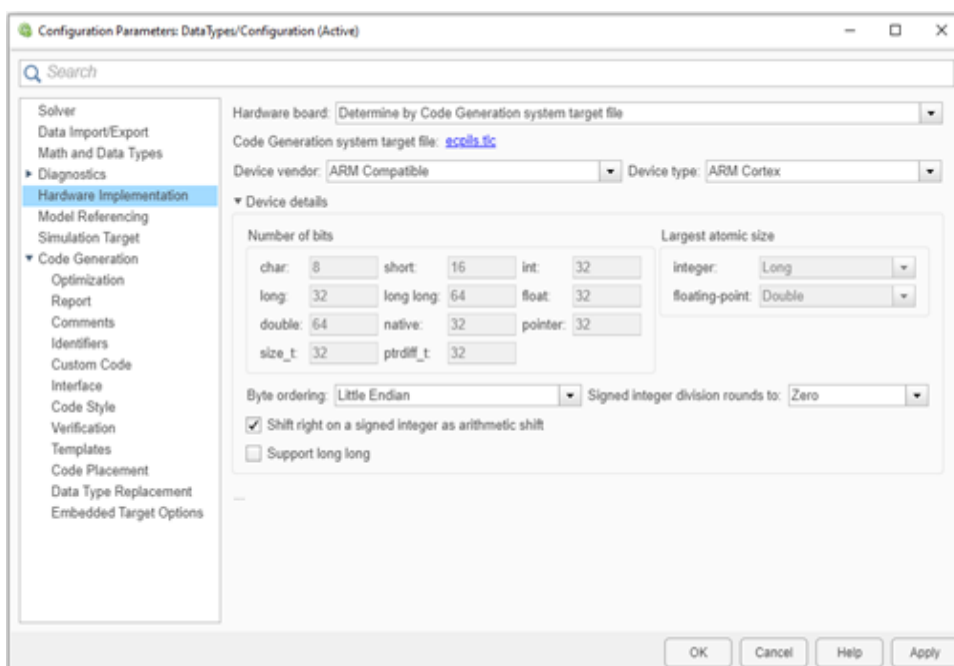 Configuration Parameters: DataTypes/Configuration (Active)
Search
Solver
Data Import/Export
Math and Data Types
Diagnostics
Hardware Implementation
Model Referencing
Simulation Target
Code Generation
Optimization
Report
Comments
Identifiers
Custom Code
Interface
Code Style
Verification
Templates
Code Placement
Data Type Replacement
Embedded Target Options
Hardware board: Determine by Code Generation system target file
Code Generation system target file: ecpils.tlc
Device vendor: ARM Compatible Device type: ARM Cortex
Device details
Number of bits
char: 8 short: 16 int: 32
long: 32 long long: 64 float: 32
double: 64 native: 32 pointer: 32
size_t: 32 ptrdiff_t: 32
Largest atomic size
integer: Long
floating-point: Double
Byte ordering: Little Endian Signed integer division rounds to: Zero
Shift right on a signed integer as arithmetic shift
Support long long
...
OK Cancel Help Apply